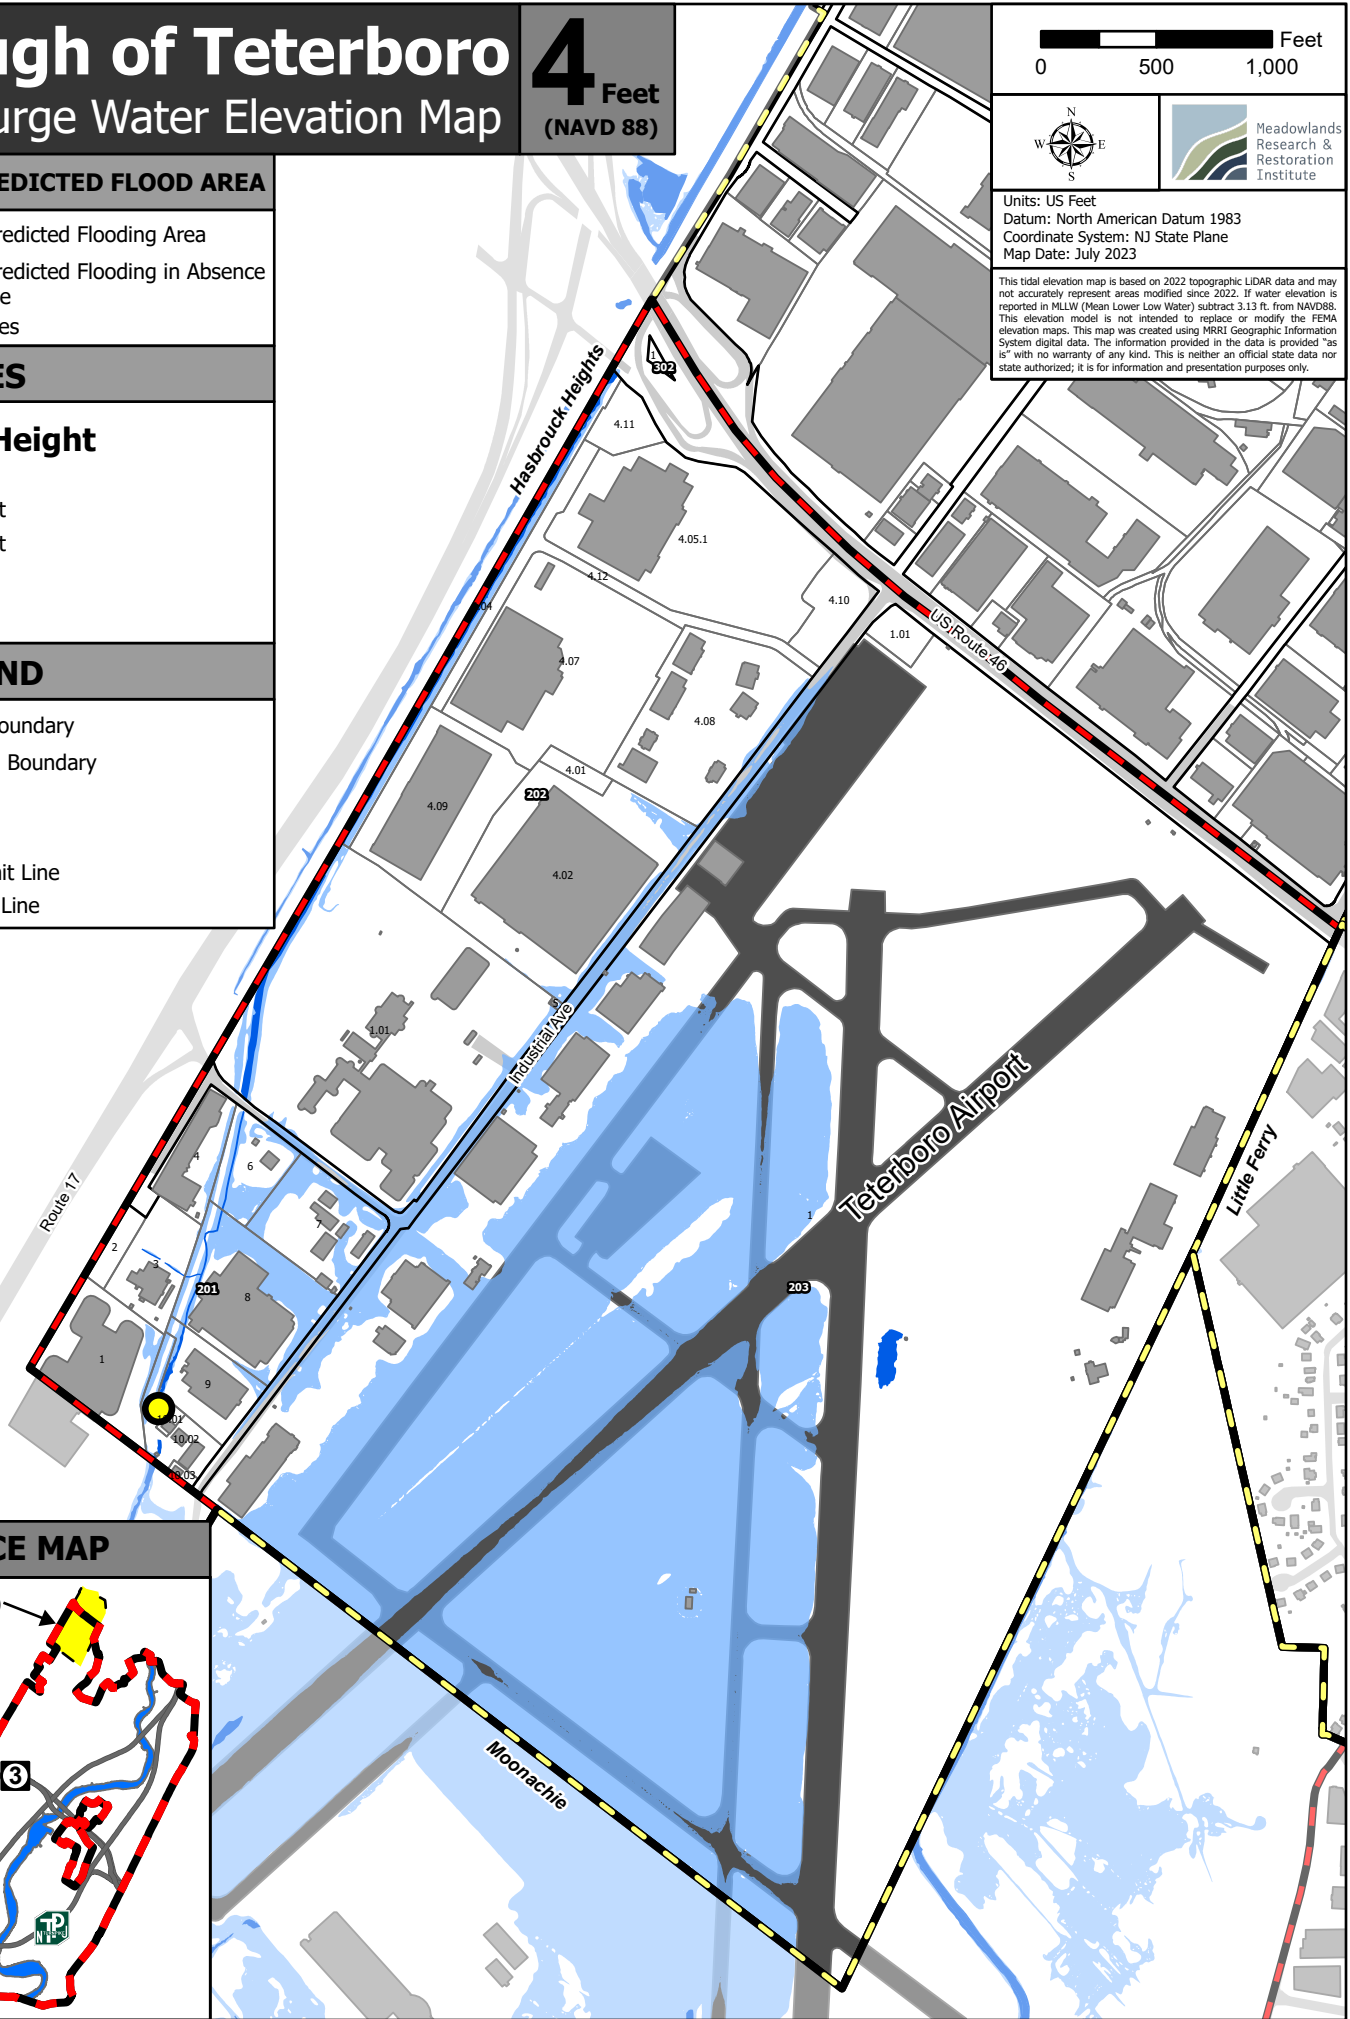 ugh of Teterboro
urge Water Elevation Map
4 Feet
(NAVD 88)
EDICTED FLOOD AREA
redicted Flooding Area
redicted Flooding in Absence
e
es
ES
Height
t
t
ND
oundary
Boundary
it Line
Line
Feet
0 500 1,000
N
W E
S
Meadowlands
Research &
Restoration
Institute
Units: US Feet
Datum: North American Datum 1983
Coordinate System: NJ State Plane
Map Date: July 2023
This tidal elevation map is based on 2022 topographic LiDAR data and may
not accurately represent areas modified since 2022. If water elevation is
reported in MLLW (Mean Lower Low Water) subtract 3.13 ft. from NAVD88.
This elevation model is not intended to replace or modify the FEMA
elevation maps. This map was created using MRRI Geographic Information
System digital data. The information provided in the data is provided "as
is" with no warranty of any kind. This is neither an official state data nor
state authorized; it is for information and presentation purposes only.
1
302
Hasbrouck Heights
4.11
4.05.1
4.12
4.10
04
1.01
US Route 46
4.07
4.08
4.01
202
4.09
4.02
5
1.01
Industrial Ave
Teterboro Airport
Little Ferry
4
6
Route 17
7
1
2
3
201
8
203
1
9
10.02
Moonachie
CE MAP
3